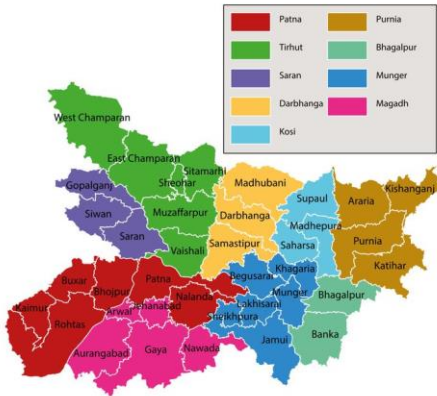 Patna
Purnia
Tirhut
Bhagalpur
Saran
Munger
Darbhanga
Magadh
Kosi
West Champaran
East Champaran
Sitamarhi
Sheohar
Gopalganj
Madhubani
Supaul
Araria
Kishanganj
Siwan
Muzaffarpur
Darbhanga
Madhepura
Saran
Vaishali
Samastipur
Saharsa
Purnia
Katihar
Buxar
Patna
Begusarai
Khagaria
Bhojpur
Nalanda
Lakhisarai
Munger
Bhagalpur
Kaimur
Arwal
Jehanabad
Sheikhpura
Rohtas
Banka
Aurangabad
Gaya
Nawada
Jamui